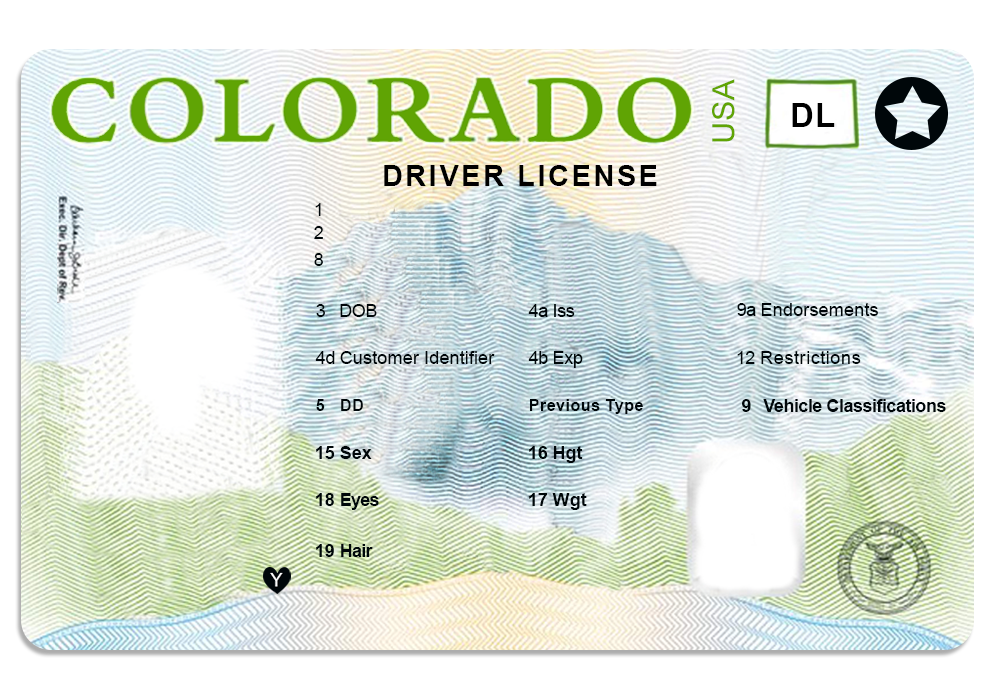 COLORADO USA DL
DRIVER LICENSE
Exec. Dir. Dept of Rev.
1
2
8
3 DOB
4a Iss
9a Endorsements
4d Customer Identifier
4b Exp
12 Restrictions
5 DD
Previous Type
9 Vehicle Classifications
15 Sex
16 Hgt
18 Eyes
17 Wgt
19 Hair
Y